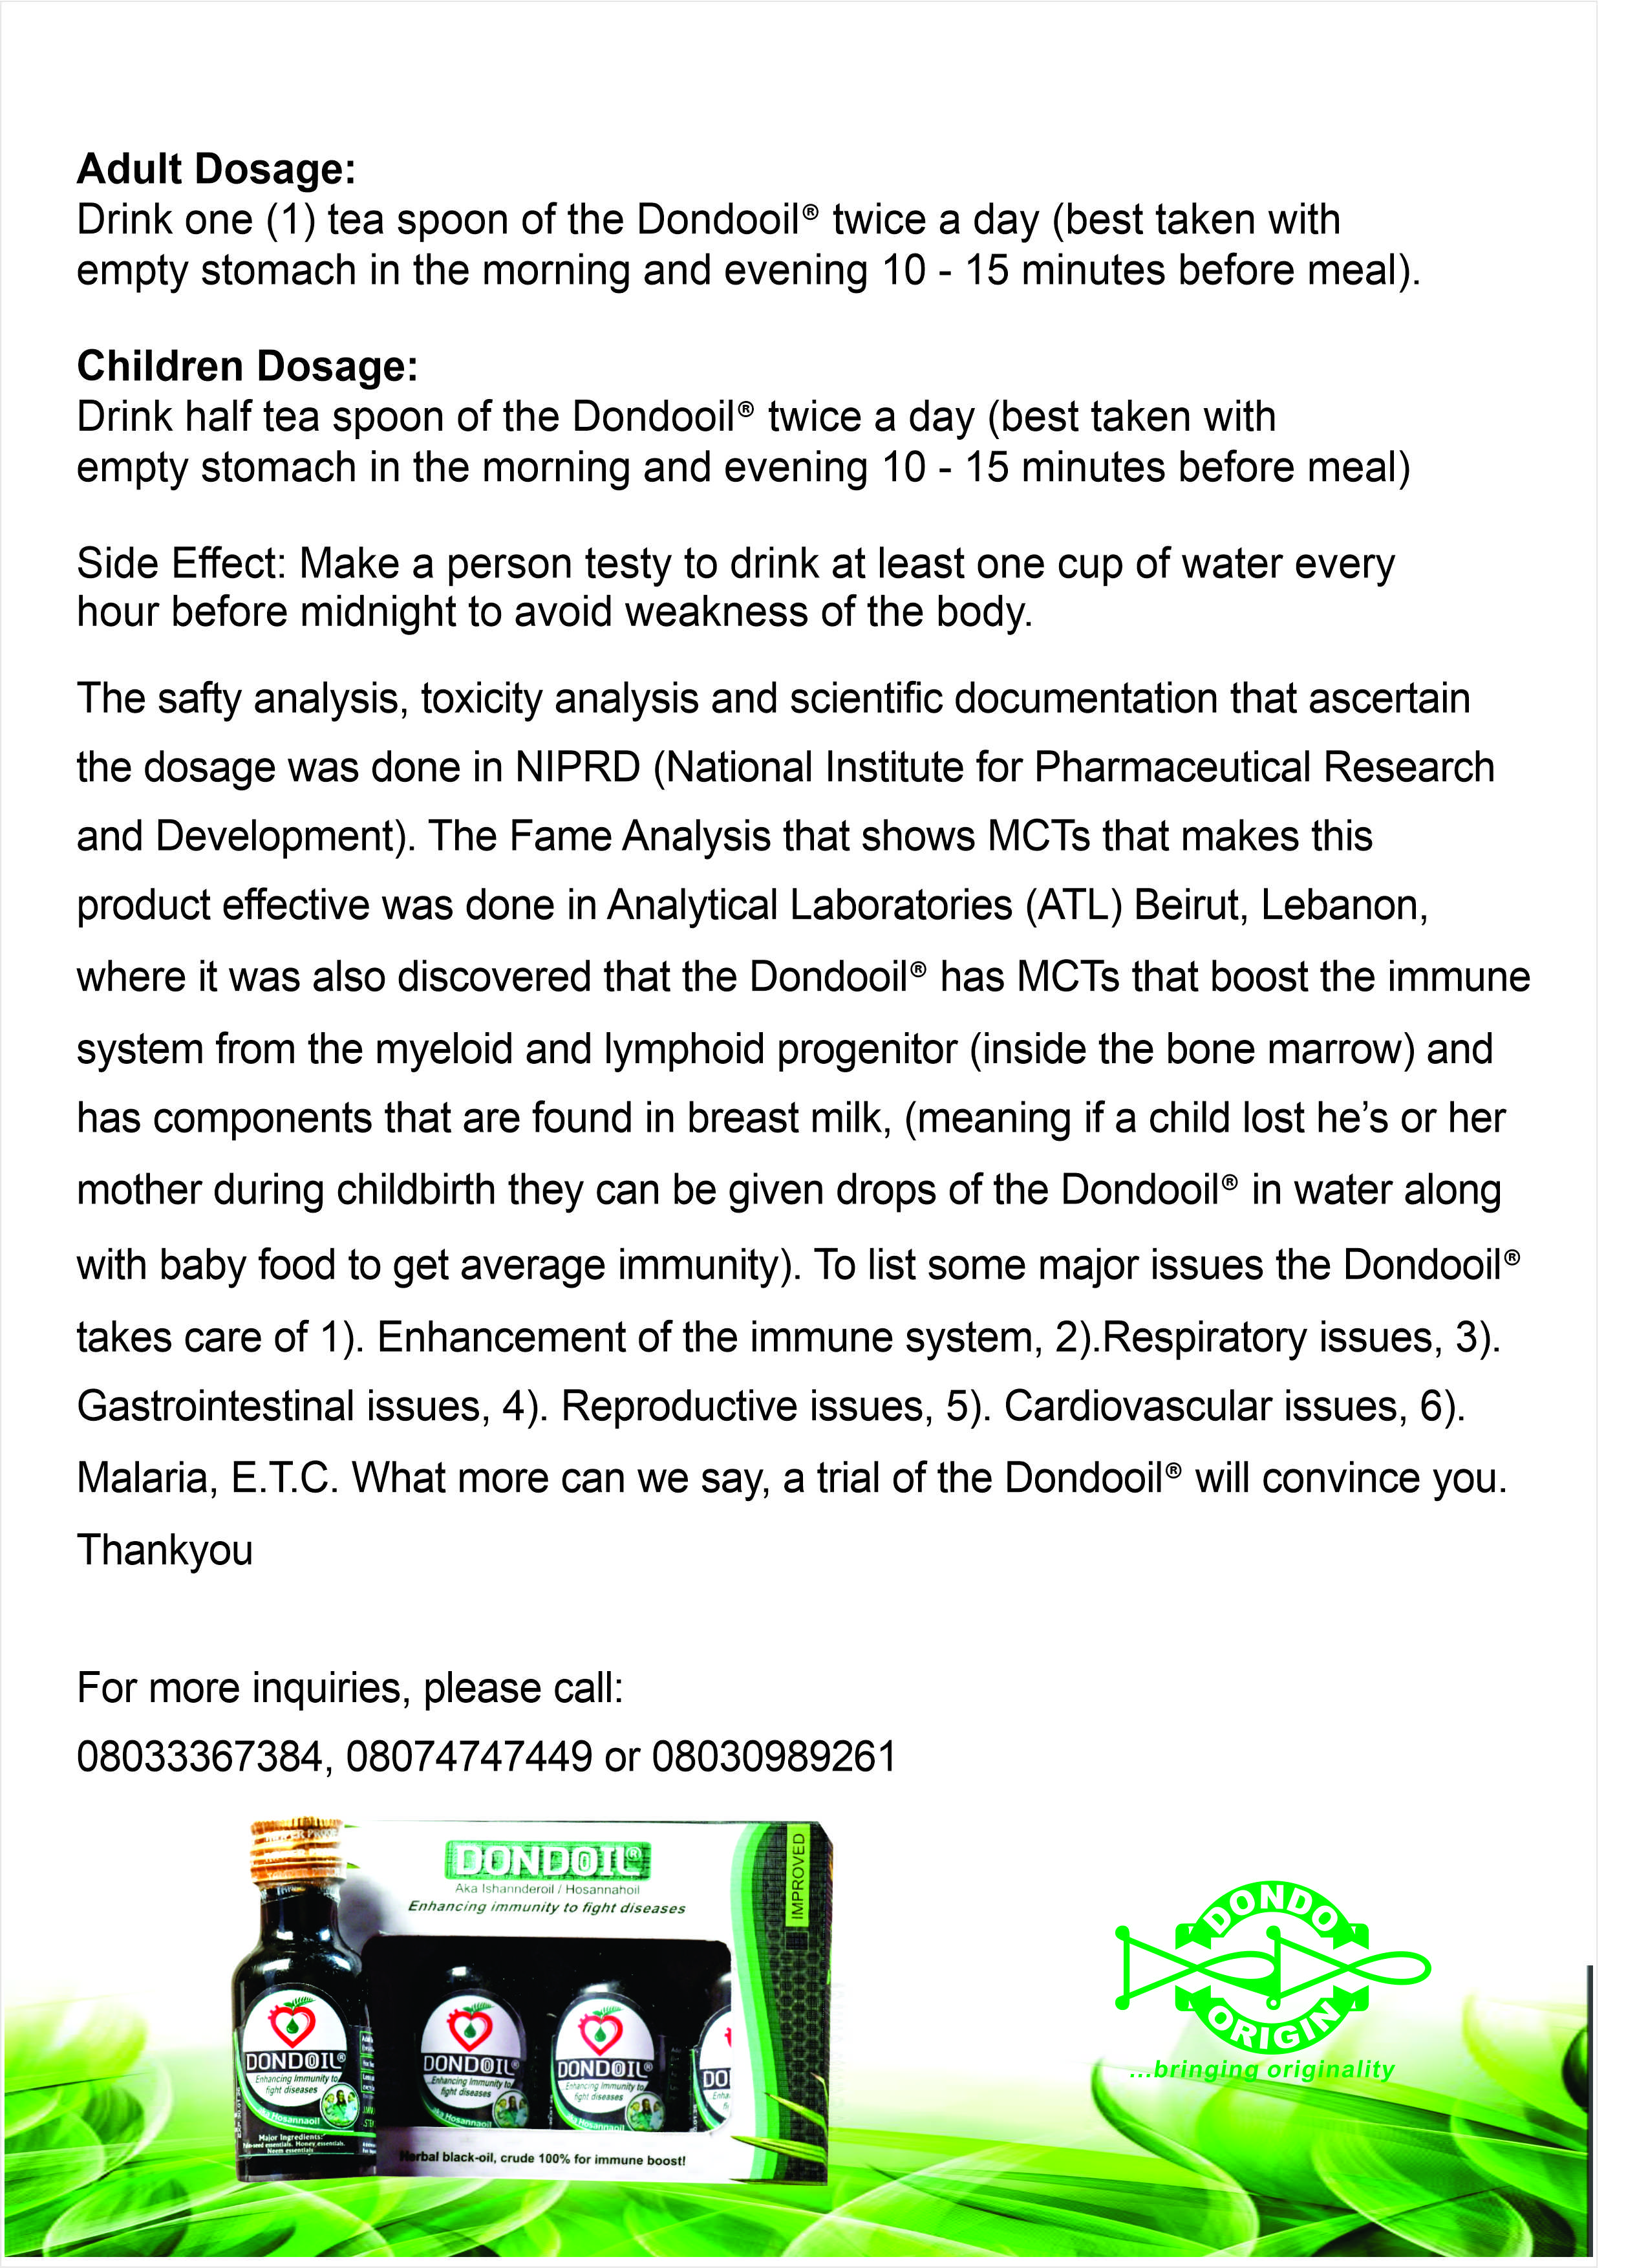 Adult Dosage:
Drink one (1) tea spoon of the Dondooil® twice a day (best taken with
empty stomach in the morning and evening 10 - 15 minutes before meal).
Children Dosage:
Drink half tea spoon of the Dondooil® twice a day (best taken with
empty stomach in the morning and evening 10 - 15 minutes before meal)
Side Effect: Make a person testy to drink at least one cup of water every
hour before midnight to avoid weakness of the body.
The safty analysis, toxicity analysis and scientific documentation that ascertain
the dosage was done in NIPRD (National Institute for Pharmaceutical Research
and Development). The Fame Analysis that shows MCTs that makes this
product effective was done in Analytical Laboratories (ATL) Beirut, Lebanon,
where it was also discovered that the Dondooil® has MCTs that boost the immune
system from the myeloid and lymphoid progenitor (inside the bone marrow) and
has components that are found in breast milk, (meaning if a child lost he’s or her
mother during childbirth they can be given drops of the Dondooil® in water along
with baby food to get average immunity). To list some major issues the Dondooil®
takes care of 1). Enhancement of the immune system, 2).Respiratory issues, 3).
Gastrointestinal issues, 4). Reproductive issues, 5). Cardiovascular issues, 6).
Malaria, E.T.C. What more can we say, a trial of the Dondooil® will convince you.
Thankyou
For more inquiries, please call:
08033367384, 08074747449 or 08030989261
DONDOIL®
Aka Ishannderoil / Hosannahoil
Enhancing immunity to fight diseases
IMPROVED
DONDOOIL®
Enhancing Immunity to
fight diseases
aka Hosannaoil
Major Ingredients:
essentials. Honey essentials.
Neem essentials
DONDOOIL®
Enhancing Immunity to
fight diseases
aka Hosannaoil
DONDOOIL®
Enhancing Immunity to
fight diseases
aka Hosannaoil
DO
Herbal black-oil, crude 100% for immune boost!
DONDO
ORIGIN
...bringing originality